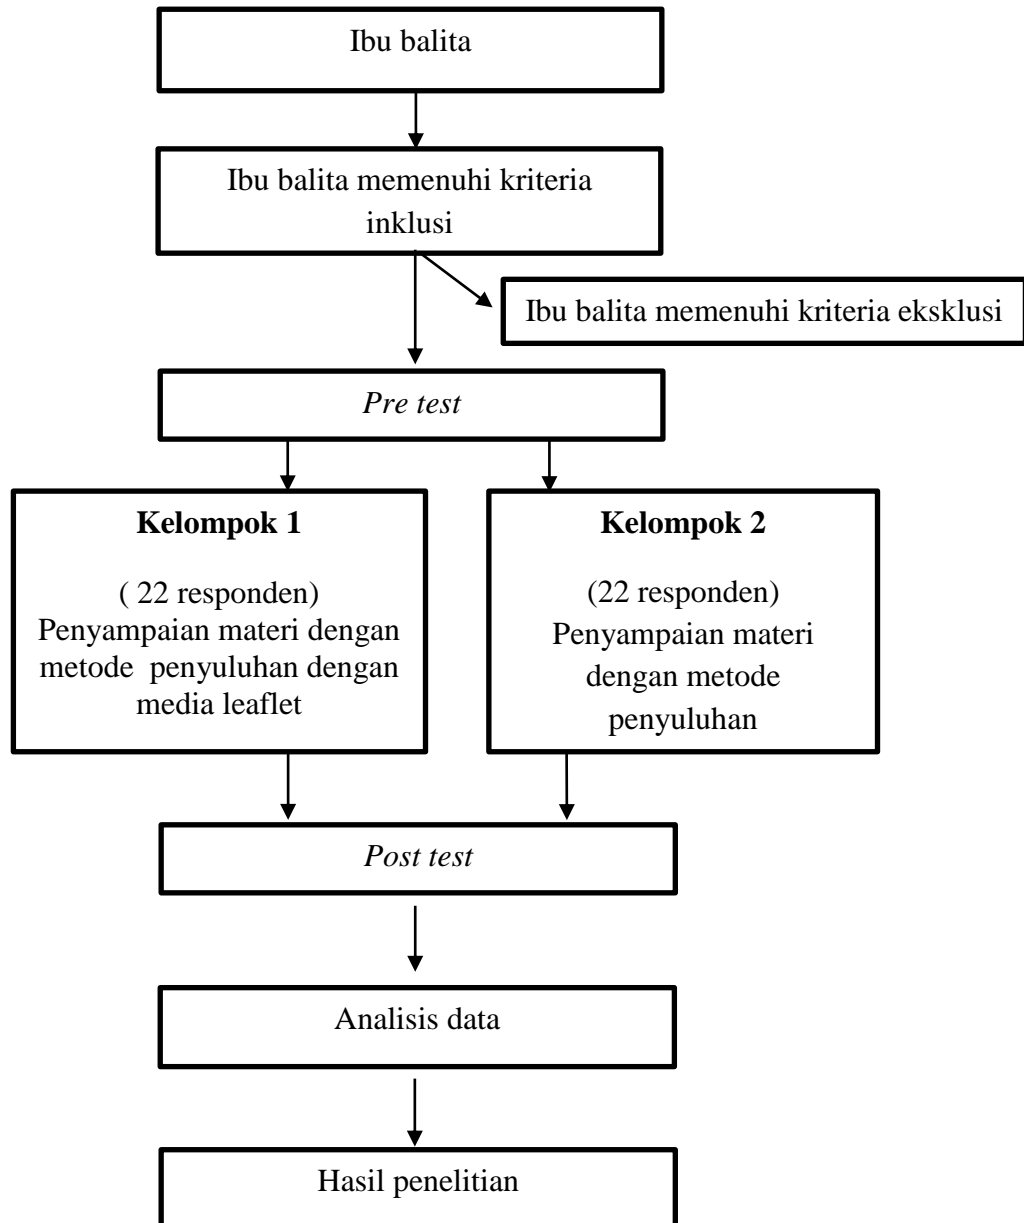 Ibu balita
Ibu balita memenuhi kriteria
inklusi
Ibu balita memenuhi kriteria eksklusi
Pre test
Kelompok 1
( 22 responden)
Penyampaian materi dengan
metode penyuluhan dengan
media leaflet
Kelompok 2
(22 responden)
Penyampaian materi
dengan metode
penyuluhan
Post test
Analisis data
Hasil penelitian